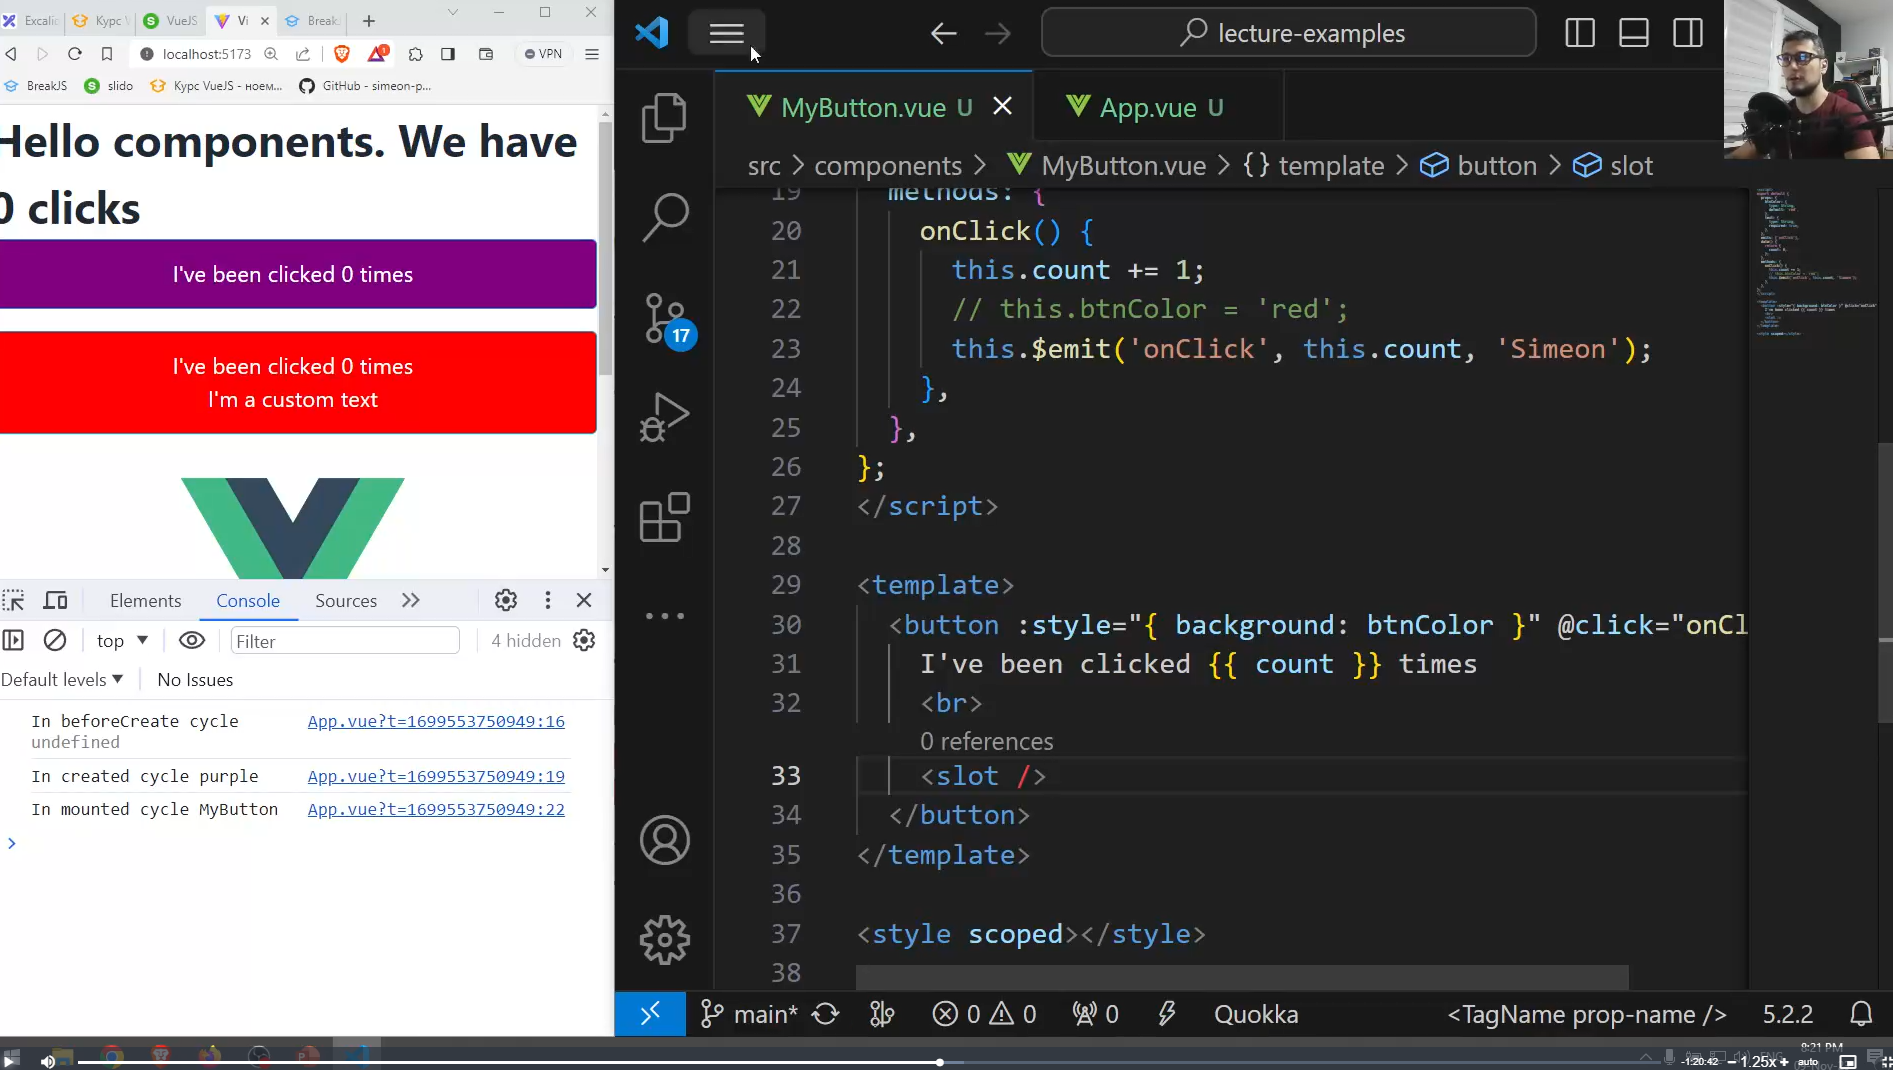 Excalid
Курс V
VueJS
Vi
Break
localhost:5173
VPN
BreakJS
slido
Курс VueJS - ноем...
GitHub - simeon-p...
Hello components. We have
0 clicks
I've been clicked 0 times
I've been clicked 0 times
I'm a custom text
Elements
Console
Sources
top
Filter
4 hidden
Default levels
No Issues
In beforeCreate cycle App.vue?t=1699553750949:16
undefined
In created cycle purple App.vue?t=1699553750949:19
In mounted cycle MyButton App.vue?t=1699553750949:22
lecture-examples
MyButton.vue U
App.vue U
src > components > MyButton.vue > {} template > button > slot
17
19 methods: {
20 onClick() {
21 this.count += 1;
22 // this.btnColor = 'red';
23 this.$emit('onClick', this.count, 'Simeon');
24 },
25 },
26 };
27 </script>
28
29 <template>
30 <button :style="{ background: btnColor }" @click="onCl
31 I've been clicked {{ count }} times
32 <br>
0 references
33 <slot />
34 </button>
35 </template>
36
37 <style scoped></style>
38
main*
0
0
0
Quokka
<TagName prop-name />
5.2.2
8:21 PM
-1:20:42
1.25x
auto